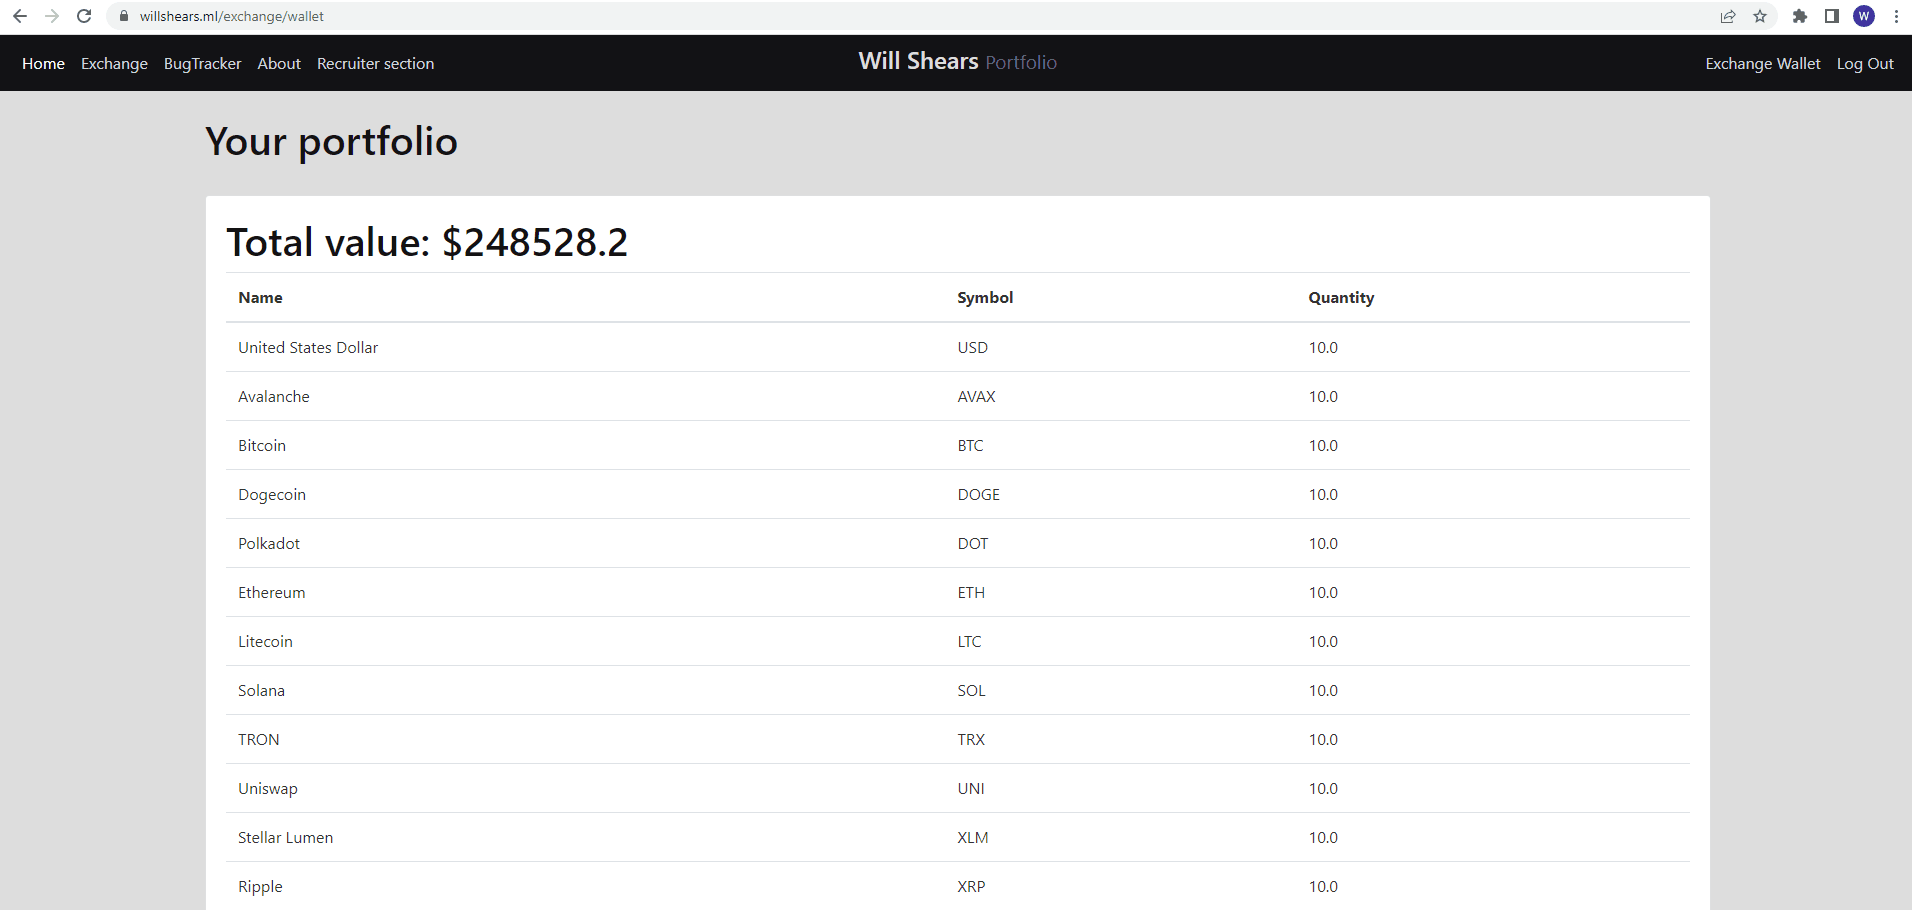 willshears.ml/exchange/wallet
W
Home Exchange BugTracker About Recruiter section Will Shears Portfolio Exchange Wallet Log Out
Your portfolio
Total value: $248528.2
Name Symbol Quantity
United States Dollar USD 10.0
Avalanche AVAX 10.0
Bitcoin BTC 10.0
Dogecoin DOGE 10.0
Polkadot DOT 10.0
Ethereum ETH 10.0
Litecoin LTC 10.0
Solana SOL 10.0
TRON TRX 10.0
Uniswap UNI 10.0
Stellar Lumen XLM 10.0
Ripple XRP 10.0